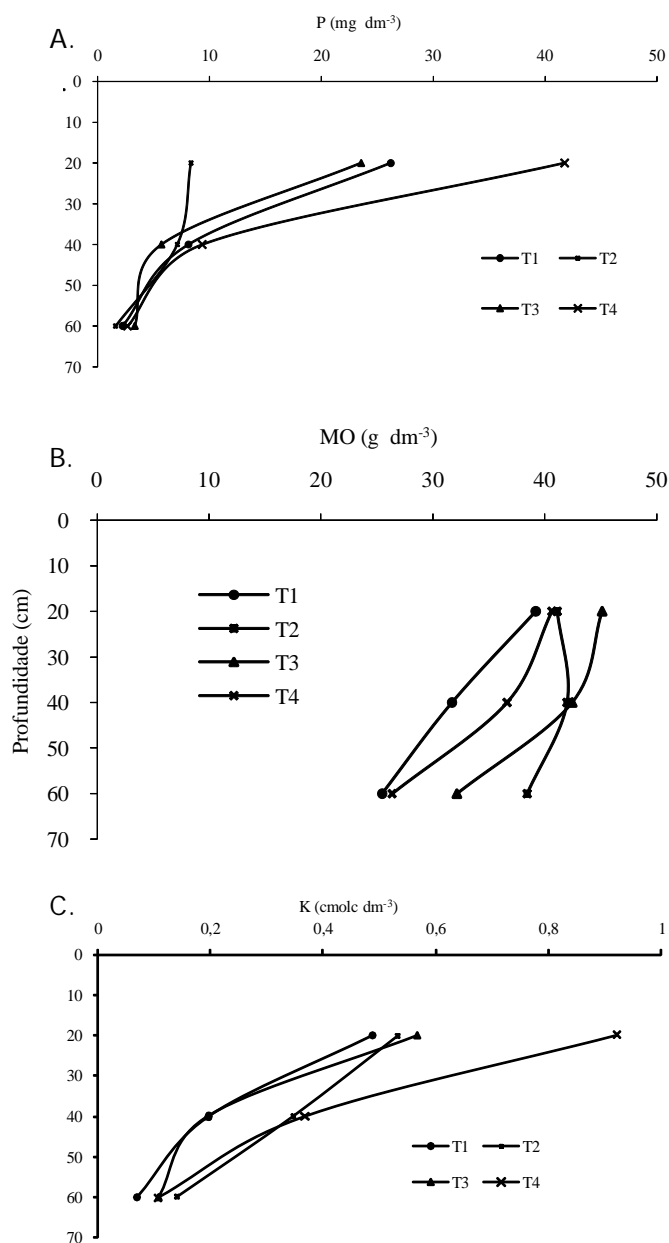 P (mg dm-3)
A.
0 10 20 30 40 50
0
10
20
30
40
50
60
70
T1 T2
T3 T4
MO (g dm-3)
B.
0 10 20 30 40 50
0
10
20
30
40
50
60
70
Profundidade (cm)
T1
T2
T3
T4
C.
K (cmolc dm-3)
0 0,2 0,4 0,6 0,8 1
0
10
20
30
40
50
60
70
T1 T2
T3 T4